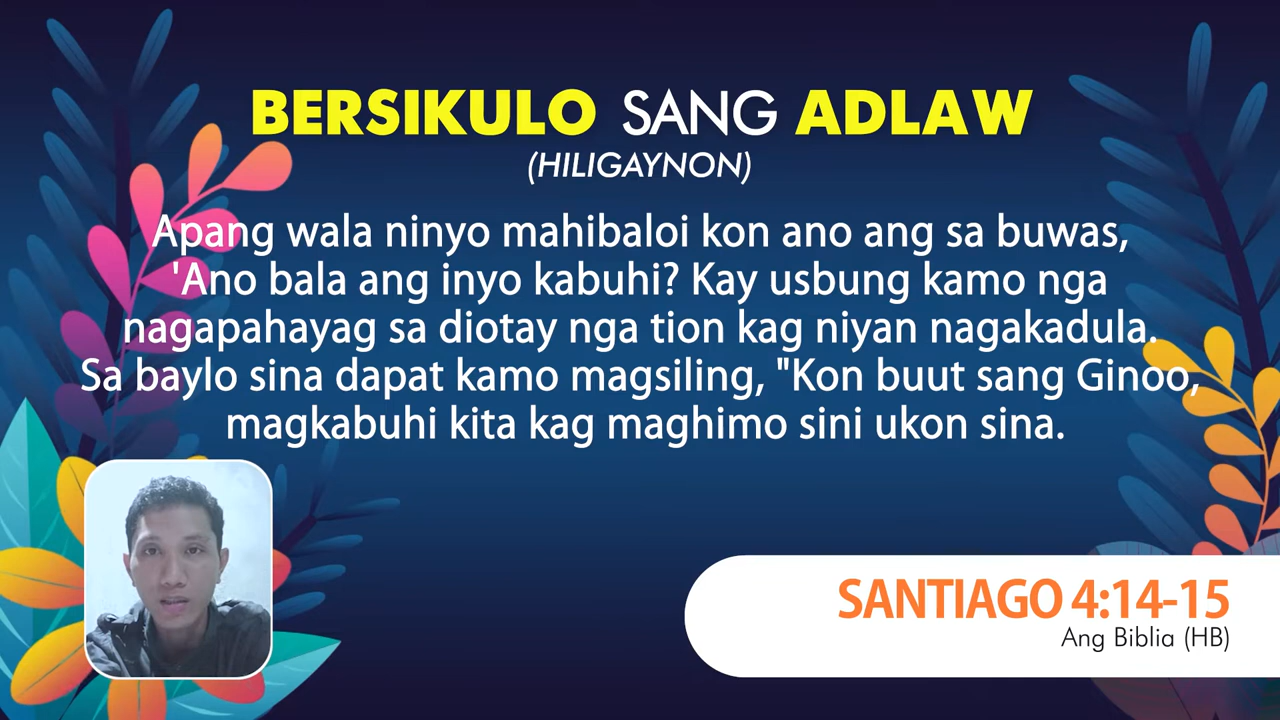 BERSIKULO SANG ADLAW
(HILIGAYNON)
Apang wala ninyo mahibaloi kon ano ang sa buwas,
'Ano bala ang inyo kabuhi? Kay usbung kamo nga
nagapahayag sa diotay nga tion kag niyan nagakadula.
Sa baylo sina dapat kamo magsiling, "Kon buut sang Ginoo,
magkabuhi kita kag maghimo sini ukon sina.
SANTIAGO 4:14-15
Ang Biblia (HB)